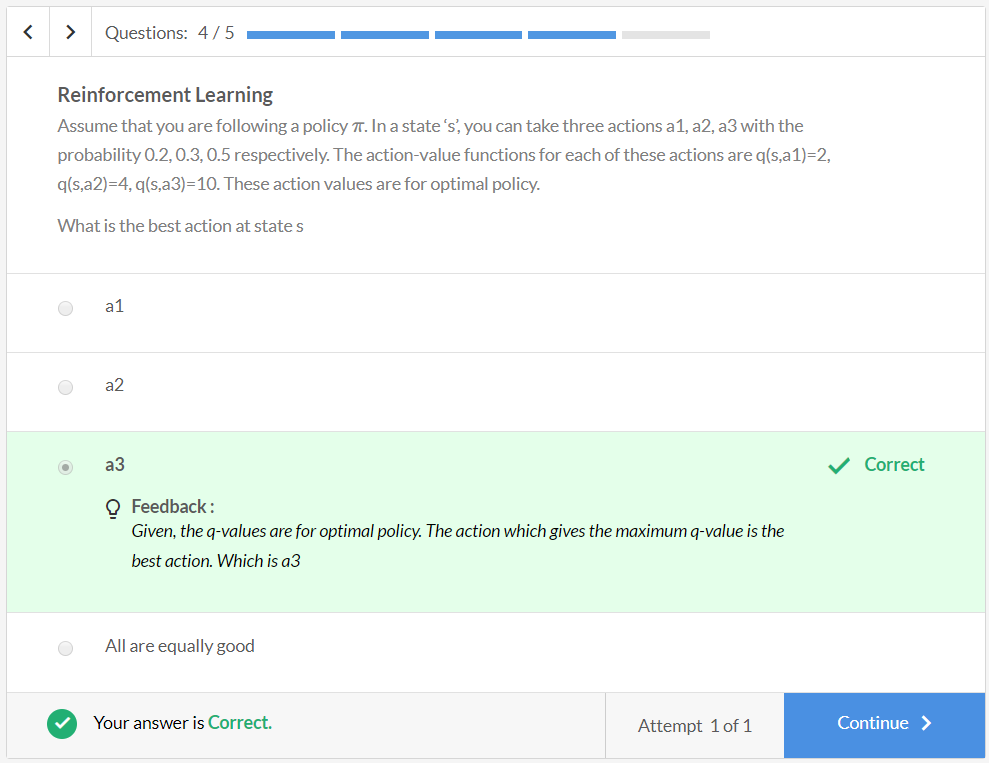 Questions: 4 / 5
Reinforcement Learning
Assume that you are following a policy π. In a state ‘s’, you can take three actions a1, a2, a3 with the
probability 0.2, 0.3, 0.5 respectively. The action-value functions for each of these actions are q(s,a1)=2,
q(s,a2)=4, q(s,a3)=10. These action values are for optimal policy.
What is the best action at state s
a1
a2
a3
Correct
Feedback :
Given, the q-values are for optimal policy. The action which gives the maximum q-value is the
best action. Which is a3
All are equally good
Your answer is Correct.
Attempt 1 of 1
Continue